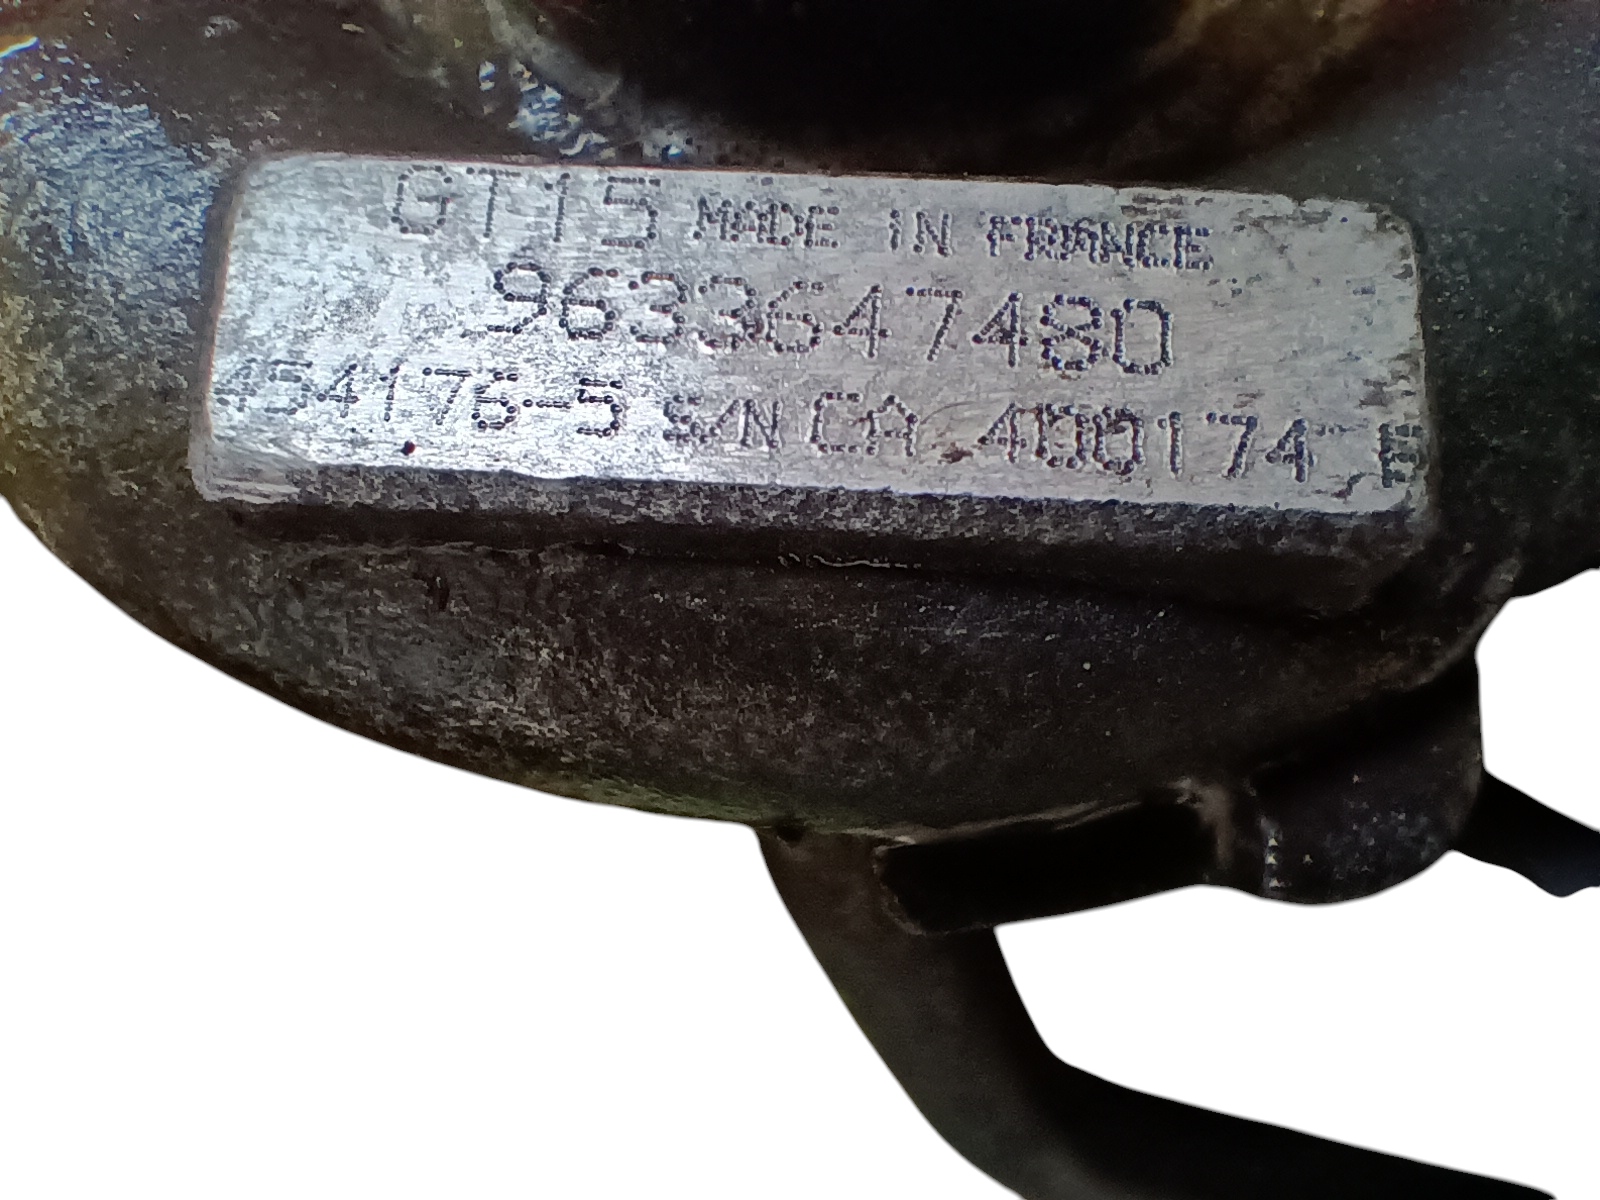 GT15 MADE IN FRANCE
9633647480
454176-5 S/N CA 400174 E